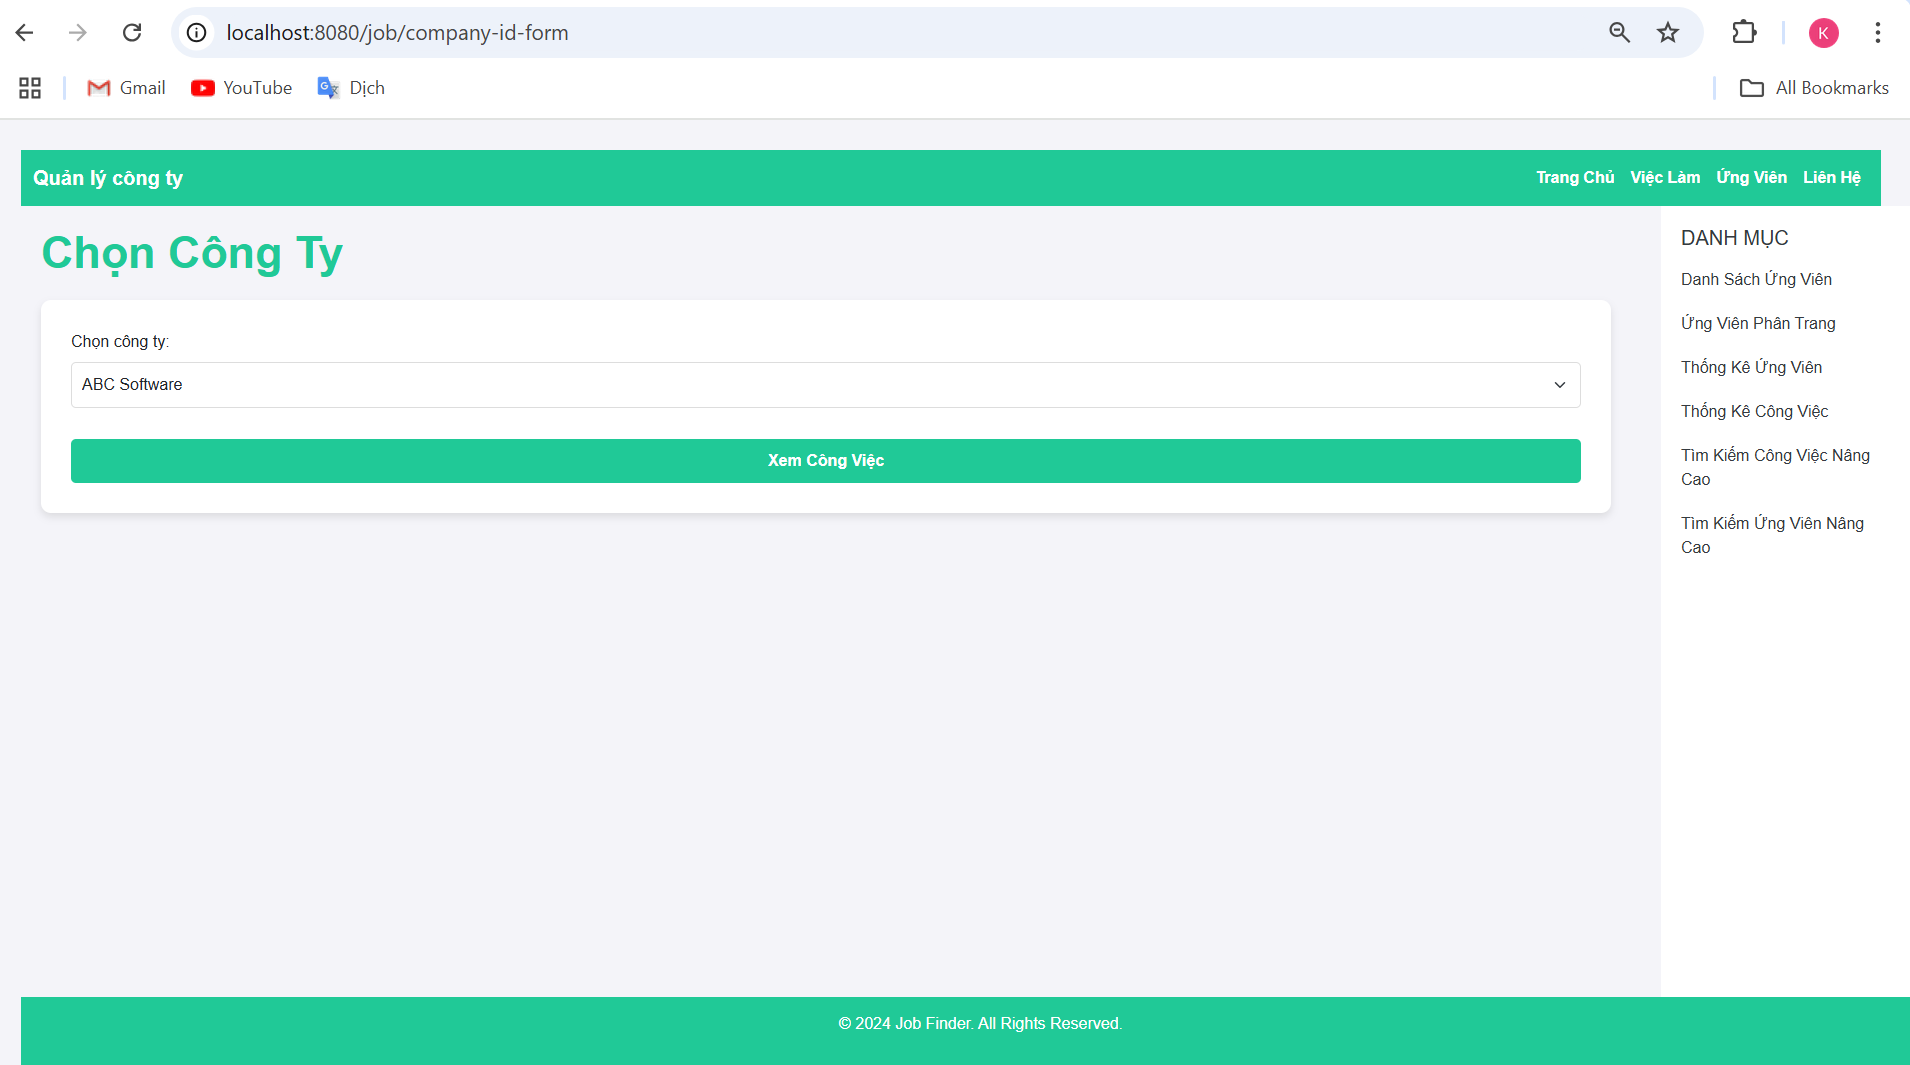 localhost:8080/job/company-id-form
K
Gmail
YouTube
Dịch
All Bookmarks
Quản lý công ty
Trang Chủ
Việc Làm
Ứng Viên
Liên Hệ
Chọn Công Ty
Chọn công ty:
ABC Software
Xem Công Việc
DANH MỤC
Danh Sách Ứng Viên
Ứng Viên Phân Trang
Thống Kê Ứng Viên
Thống Kê Công Việc
Tìm Kiếm Công Việc Nâng
Cao
Tìm Kiếm Ứng Viên Nâng
Cao
© 2024 Job Finder. All Rights Reserved.